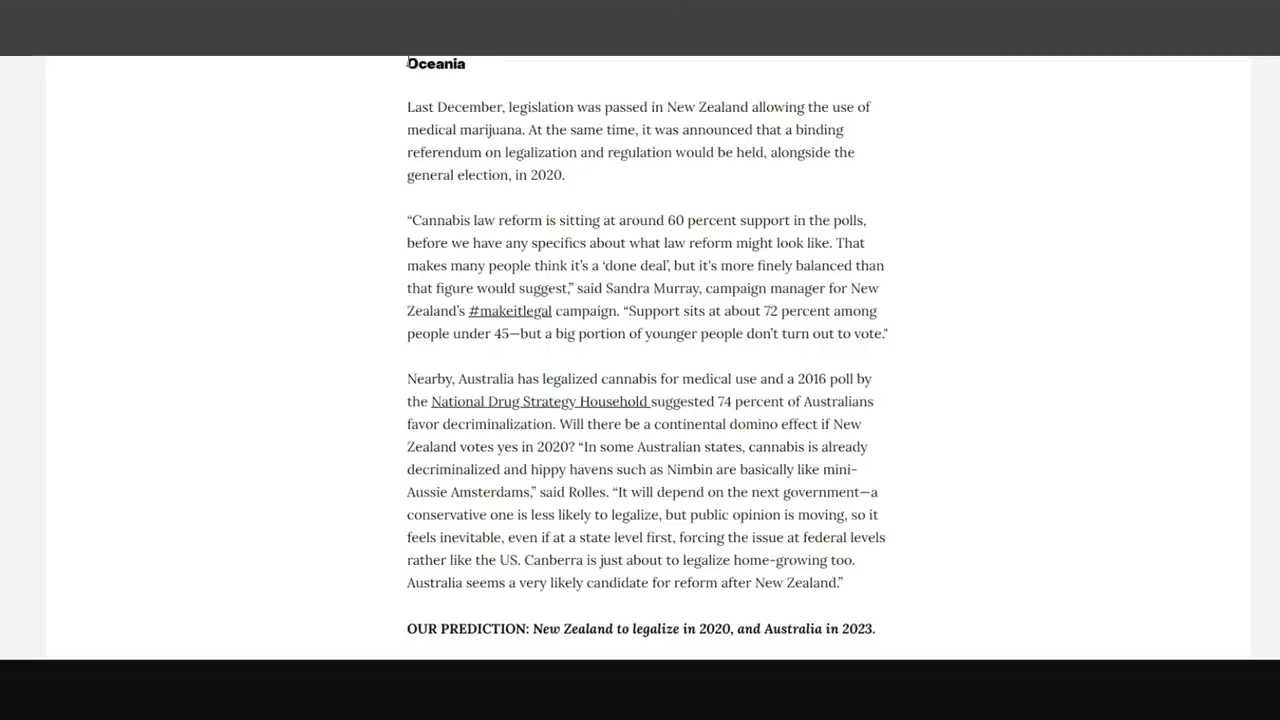 Oceania
Last December, legislation was passed in New Zealand allowing the use of
medical marijuana. At the same time, it was announced that a binding
referendum on legalization and regulation would be held, alongside the
general election, in 2020.
“Cannabis law reform is sitting at around 60 percent support in the polls,
before we have any specifics about what law reform might look like. That
makes many people think it’s a ‘done deal’, but it's more finely balanced than
that figure would suggest,” said Sandra Murray, campaign manager for New
Zealand’s #makeitlegal campaign. “Support sits at about 72 percent among
people under 45—but a big portion of younger people don’t turn out to vote."
Nearby, Australia has legalized cannabis for medical use and a 2016 poll by
the National Drug Strategy Household suggested 74 percent of Australians
favor decriminalization. Will there be a continental domino effect if New
Zealand votes yes in 2020? “In some Australian states, cannabis is already
decriminalized and hippy havens such as Nimbin are basically like mini-
Aussie Amsterdams,” said Rolles. “It will depend on the next government—a
conservative one is less likely to legalize, but public opinion is moving, so it
feels inevitable, even if at a state level first, forcing the issue at federal levels
rather like the US. Canberra is just about to legalize home-growing too.
Australia seems a very likely candidate for reform after New Zealand.”
OUR PREDICTION: New Zealand to legalize in 2020, and Australia in 2023.